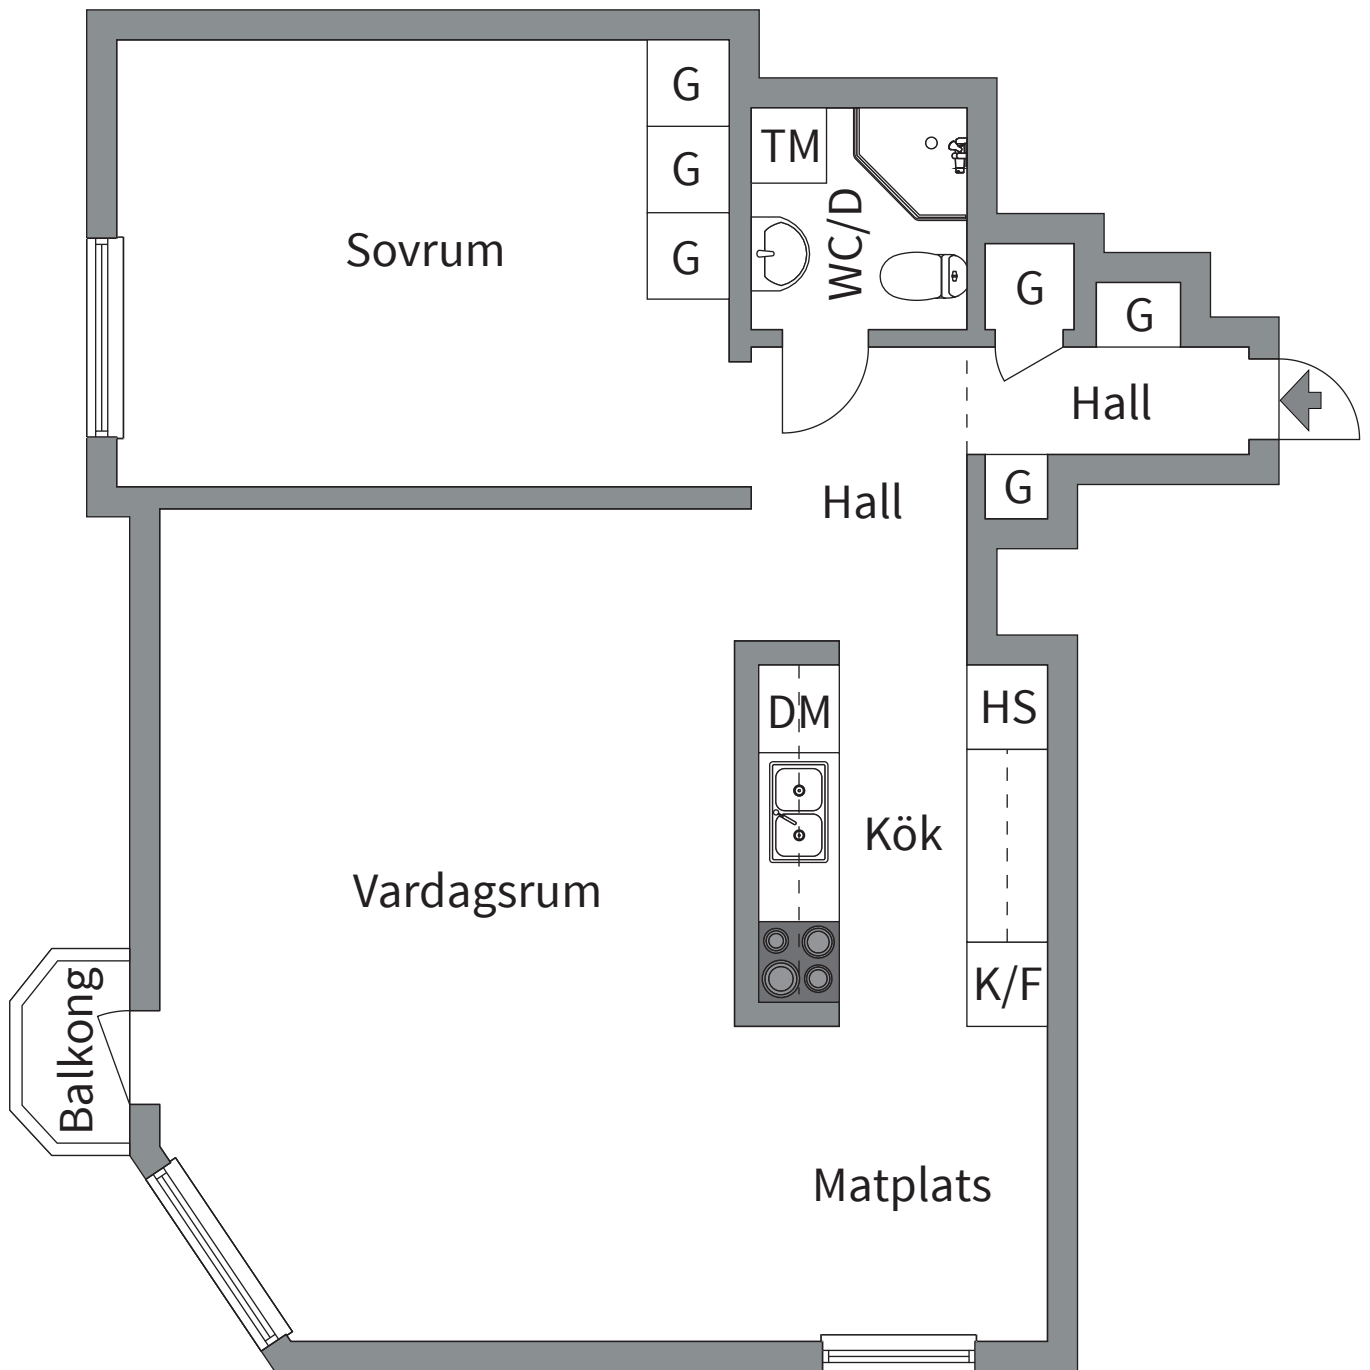 G
TM
G
WC/D
Sovrum
G
G
G
Hall
G
Hall
HS
DM
Kök
Vardagsrum
K/F
Balkong
Matplats